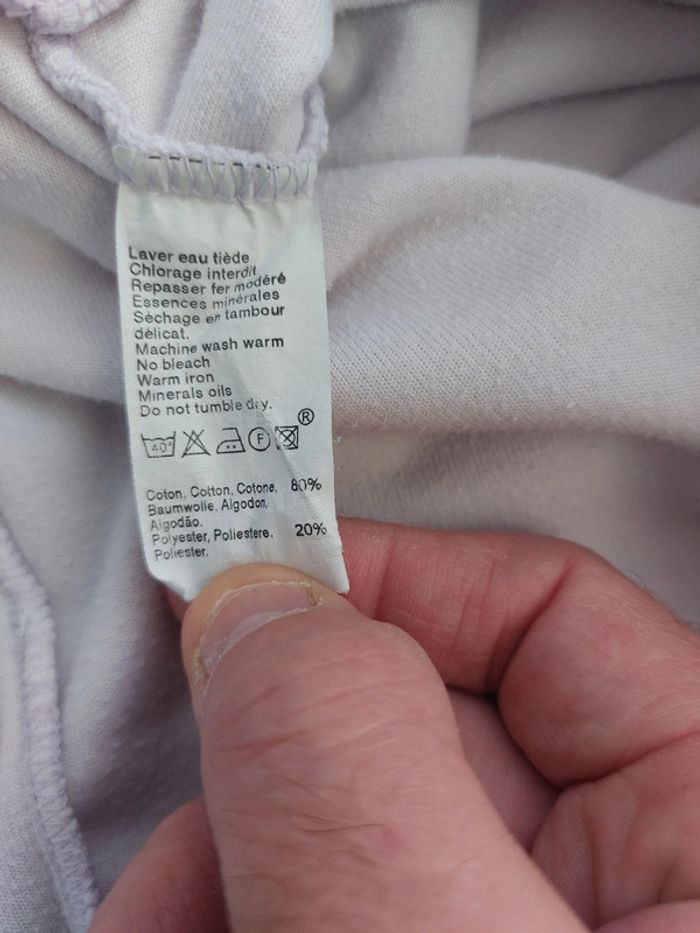 Laver eau tiède
Chlorage interdit
Repasser fer modéré
Essences minérales
Séchage en tambour
délicat.
Machine wash warm
No bleach
Warm iron
Minerals oils
Do not tumble dry.
®
40° F
Coton, Cotton, Cotone, 80%
Baumwolle, Algodon,
Algodão.
Polyester, Poliestere, 20%
Poliester.